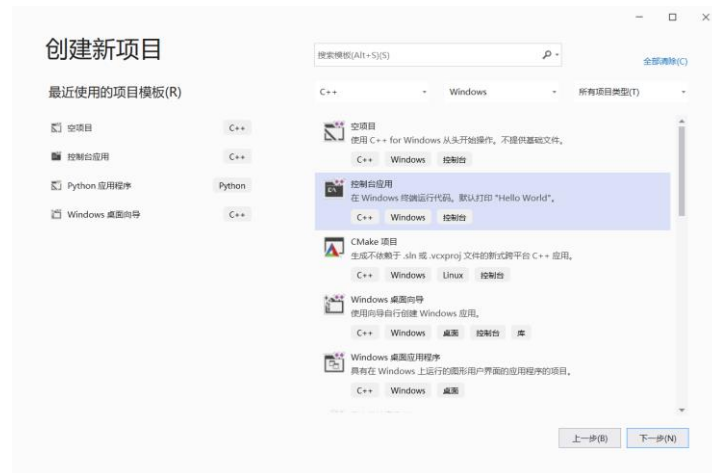 创建新项目
最近使用的项目模板(R)
空项目 C++
控制台应用 C++
Python 应用程序 Python
Windows 桌面向导 C++
搜索模板(Alt+S)(S)
全部清除(C)
C++ Windows 所有项目类型(T)
空项目
使用 C++ for Windows 从头开始操作。不提供基础文件。
C++ Windows 控制台
控制台应用
在 Windows 终端运行代码。默认打印 "Hello World"。
C++ Windows 控制台
CMake 项目
生成不依赖于 .sln 或 .vcxproj 文件的新式跨平台 C++ 应用。
C++ Windows Linux 控制台
Windows 桌面向导
使用向导自行创建 Windows 应用。
C++ Windows 桌面 控制台 库
Windows 桌面应用程序
具有在 Windows 上运行的图形用户界面的应用程序的项目。
C++ Windows 桌面
上一步(B) 下一步(N)